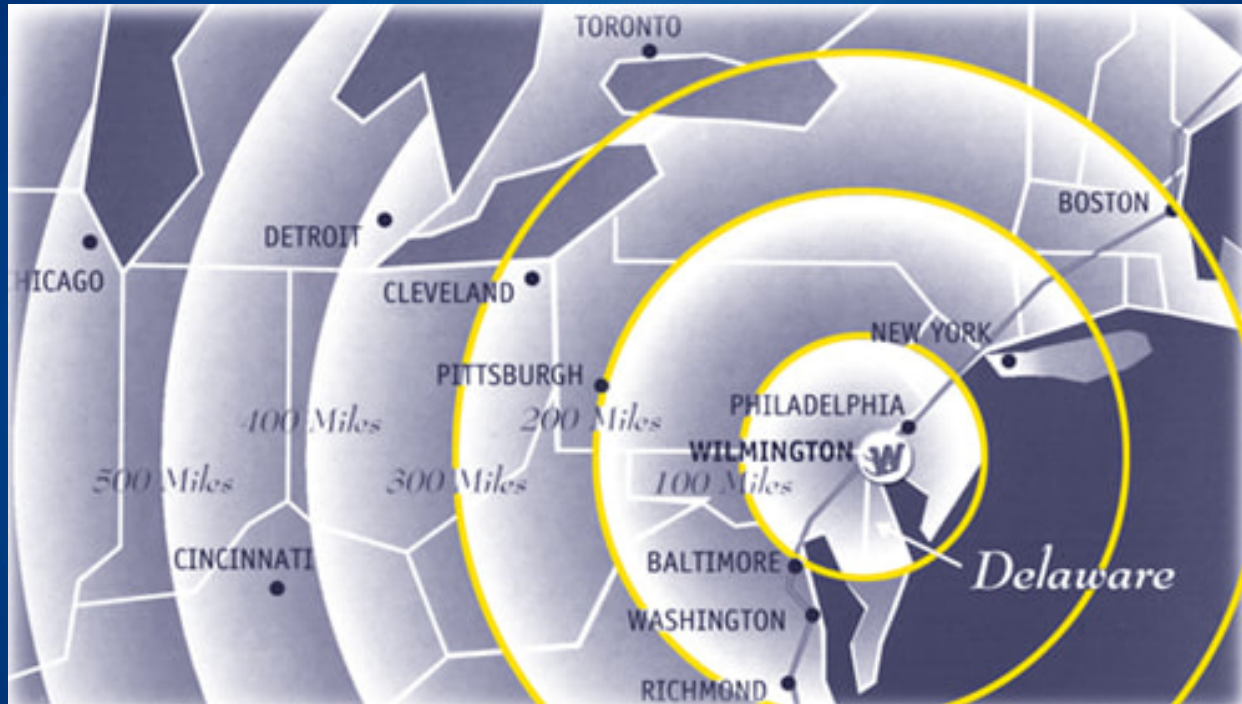 TORONTO
BOSTON
DETROIT
HICAGO
CLEVELAND
NEW YORK
PITTSBURGH
PHILADELPHIA
400 Miles
200 Miles
WILMINGTON
W
500 Miles
300 Miles
100 Miles
CINCINNATI
BALTIMORE
Delaware
WASHINGTON
RICHMOND